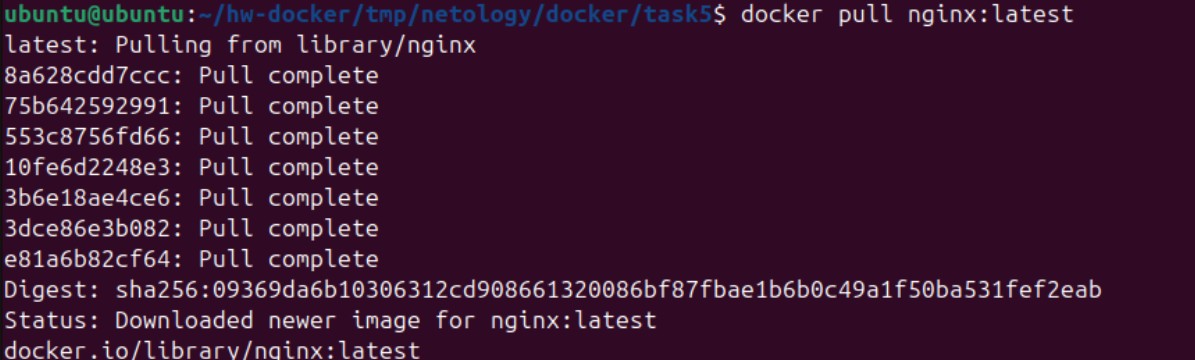 ubuntu@ubuntu:~/hw-docker/tmp/netology/docker/task5$ docker pull nginx:latest
latest: Pulling from library/nginx
8a628cdd7ccc: Pull complete
75b642592991: Pull complete
553c8756fd66: Pull complete
10fe6d2248e3: Pull complete
3b6e18ae4ce6: Pull complete
3dce86e3b082: Pull complete
e81a6b82cf64: Pull complete
Digest: sha256:09369da6b10306312cd908661320086bf87fbae1b6b0c49a1f50ba531fef2eab
Status: Downloaded newer image for nginx:latest
docker.io/library/nginx:latest